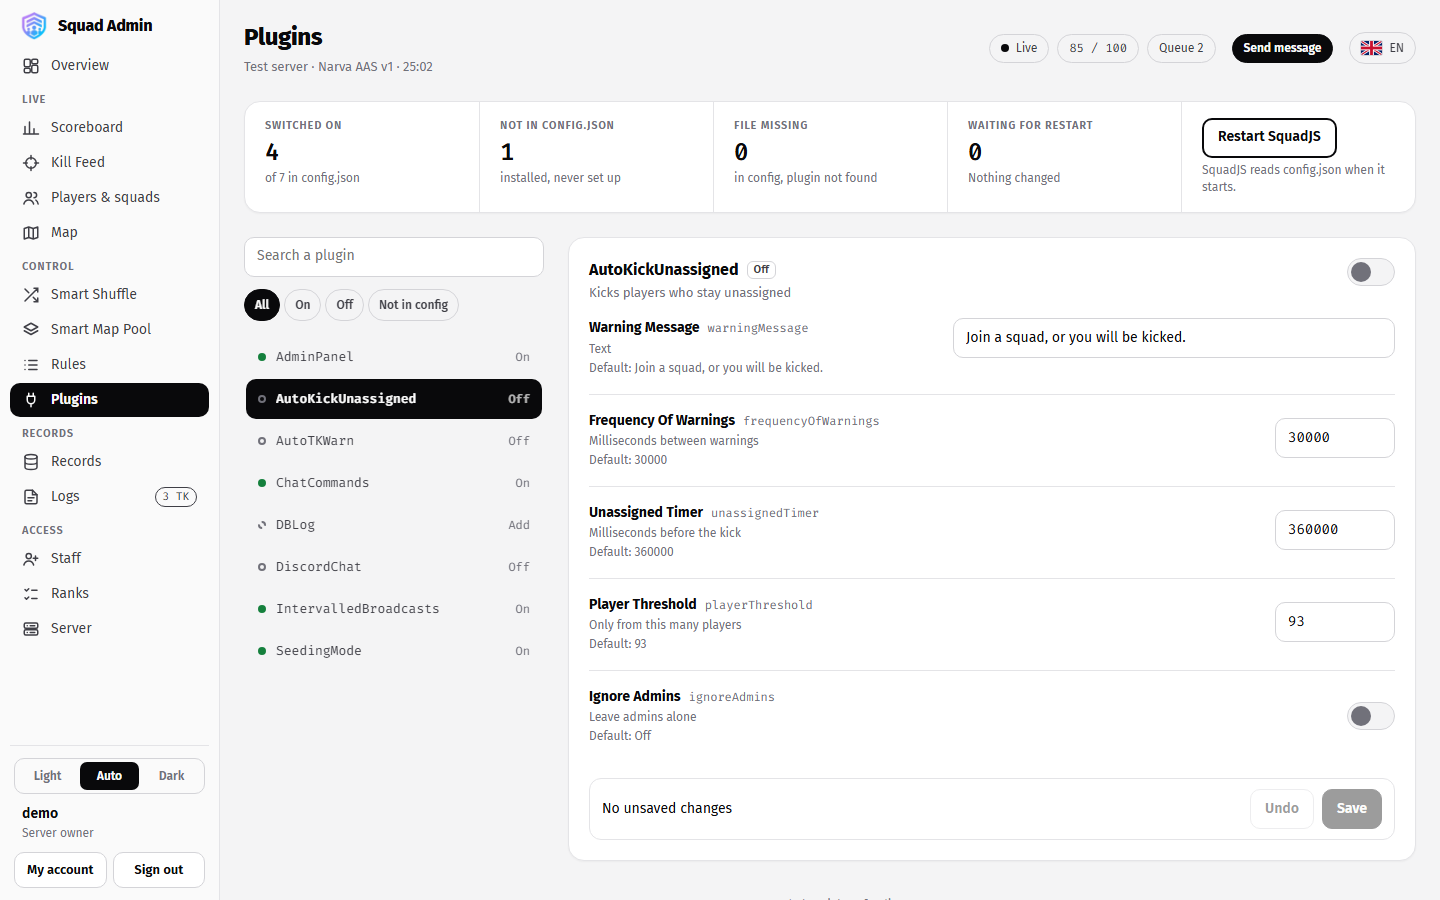 Squad Admin
Overview
LIVE
Scoreboard
Kill Feed
Players & squads
Map
CONTROL
Smart Shuffle
Smart Map Pool
Rules
Plugins
RECORDS
Records
Logs 3 TK
ACCESS
Staff
Ranks
Server
Light Auto Dark
demo
Server owner
My account Sign out
Plugins
Test server · Narva AAS v1 · 25:02
Live 85 / 100 Queue 2 Send message EN
SWITCHED ON
4
of 7 in config.json
NOT IN CONFIG.JSON
1
installed, never set up
FILE MISSING
0
in config, plugin not found
WAITING FOR RESTART
0
Nothing changed
Restart SquadJS
SquadJS reads config.json when it
starts.
Search a plugin
All On Off Not in config
AdminPanel On
AutoKickUnassigned Off
AutoTKWarn Off
ChatCommands On
DBLog Add
DiscordChat Off
IntervalledBroadcasts On
SeedingMode On
AutoKickUnassigned Off
Kicks players who stay unassigned
Warning Message warningMessage
Text
Default: Join a squad, or you will be kicked.
Join a squad, or you will be kicked.
Frequency Of Warnings frequencyOfWarnings
Milliseconds between warnings
Default: 30000
30000
Unassigned Timer unassignedTimer
Milliseconds before the kick
Default: 360000
360000
Player Threshold playerThreshold
Only from this many players
Default: 93
93
Ignore Admins ignoreAdmins
Leave admins alone
Default: Off
No unsaved changes Undo Save